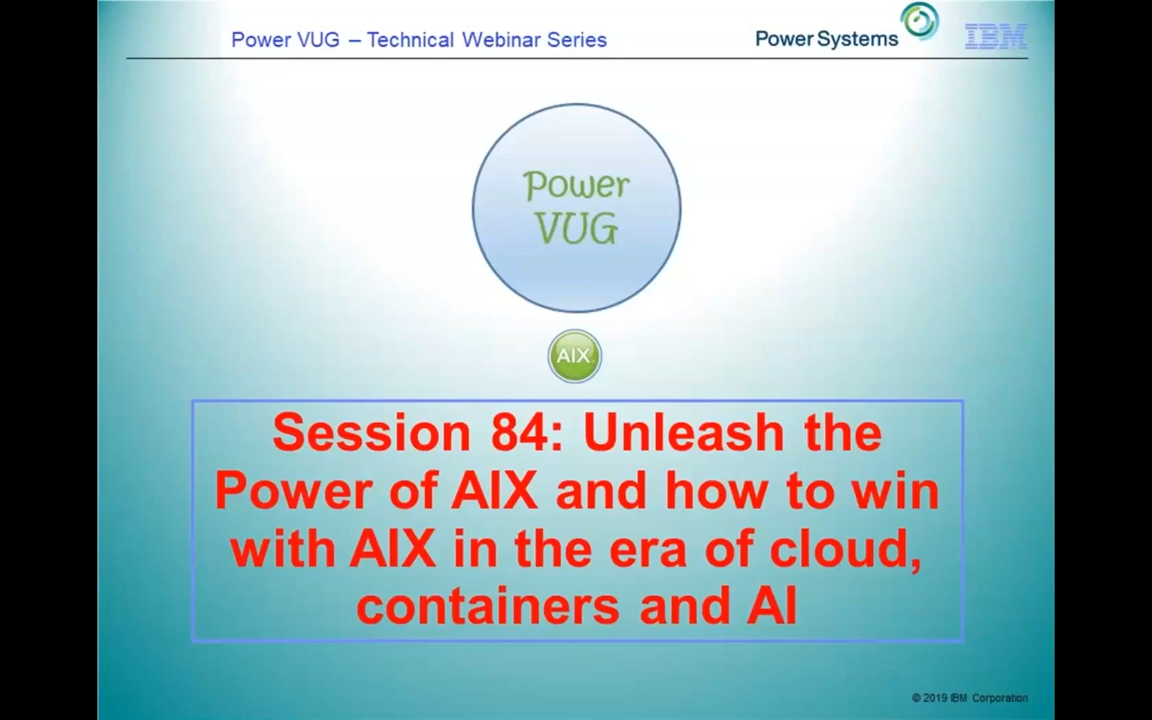 Power VUG – Technical Webinar Series
Power Systems
IBM
Power
VUG
AIX
Session 84: Unleash the
Power of AIX and how to win
with AIX in the era of cloud,
containers and AI
© 2019 IBM Corporation